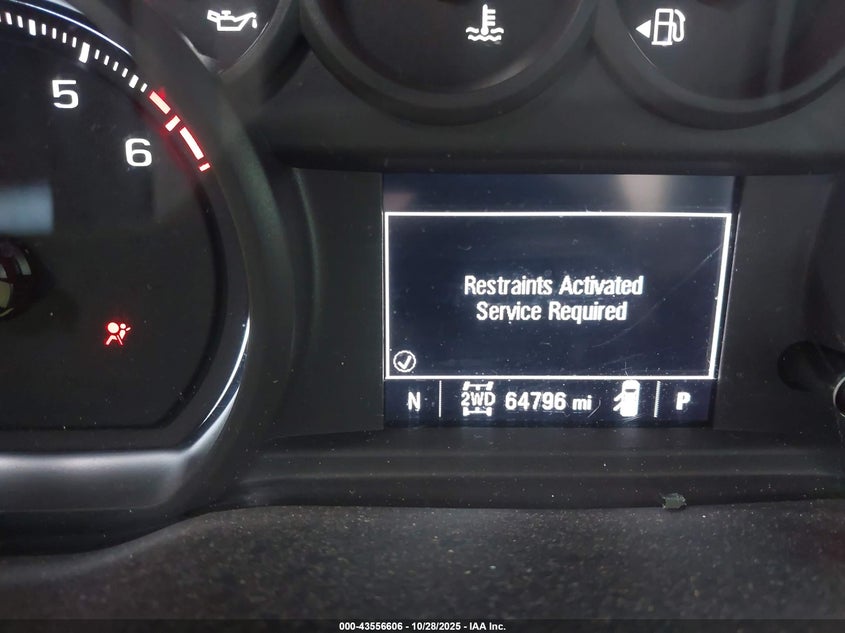 5
6
Restraints Activated
Service Required
N 2WD 64796 mi P
000-43556606 - 10/28/2025 - IAA Inc.